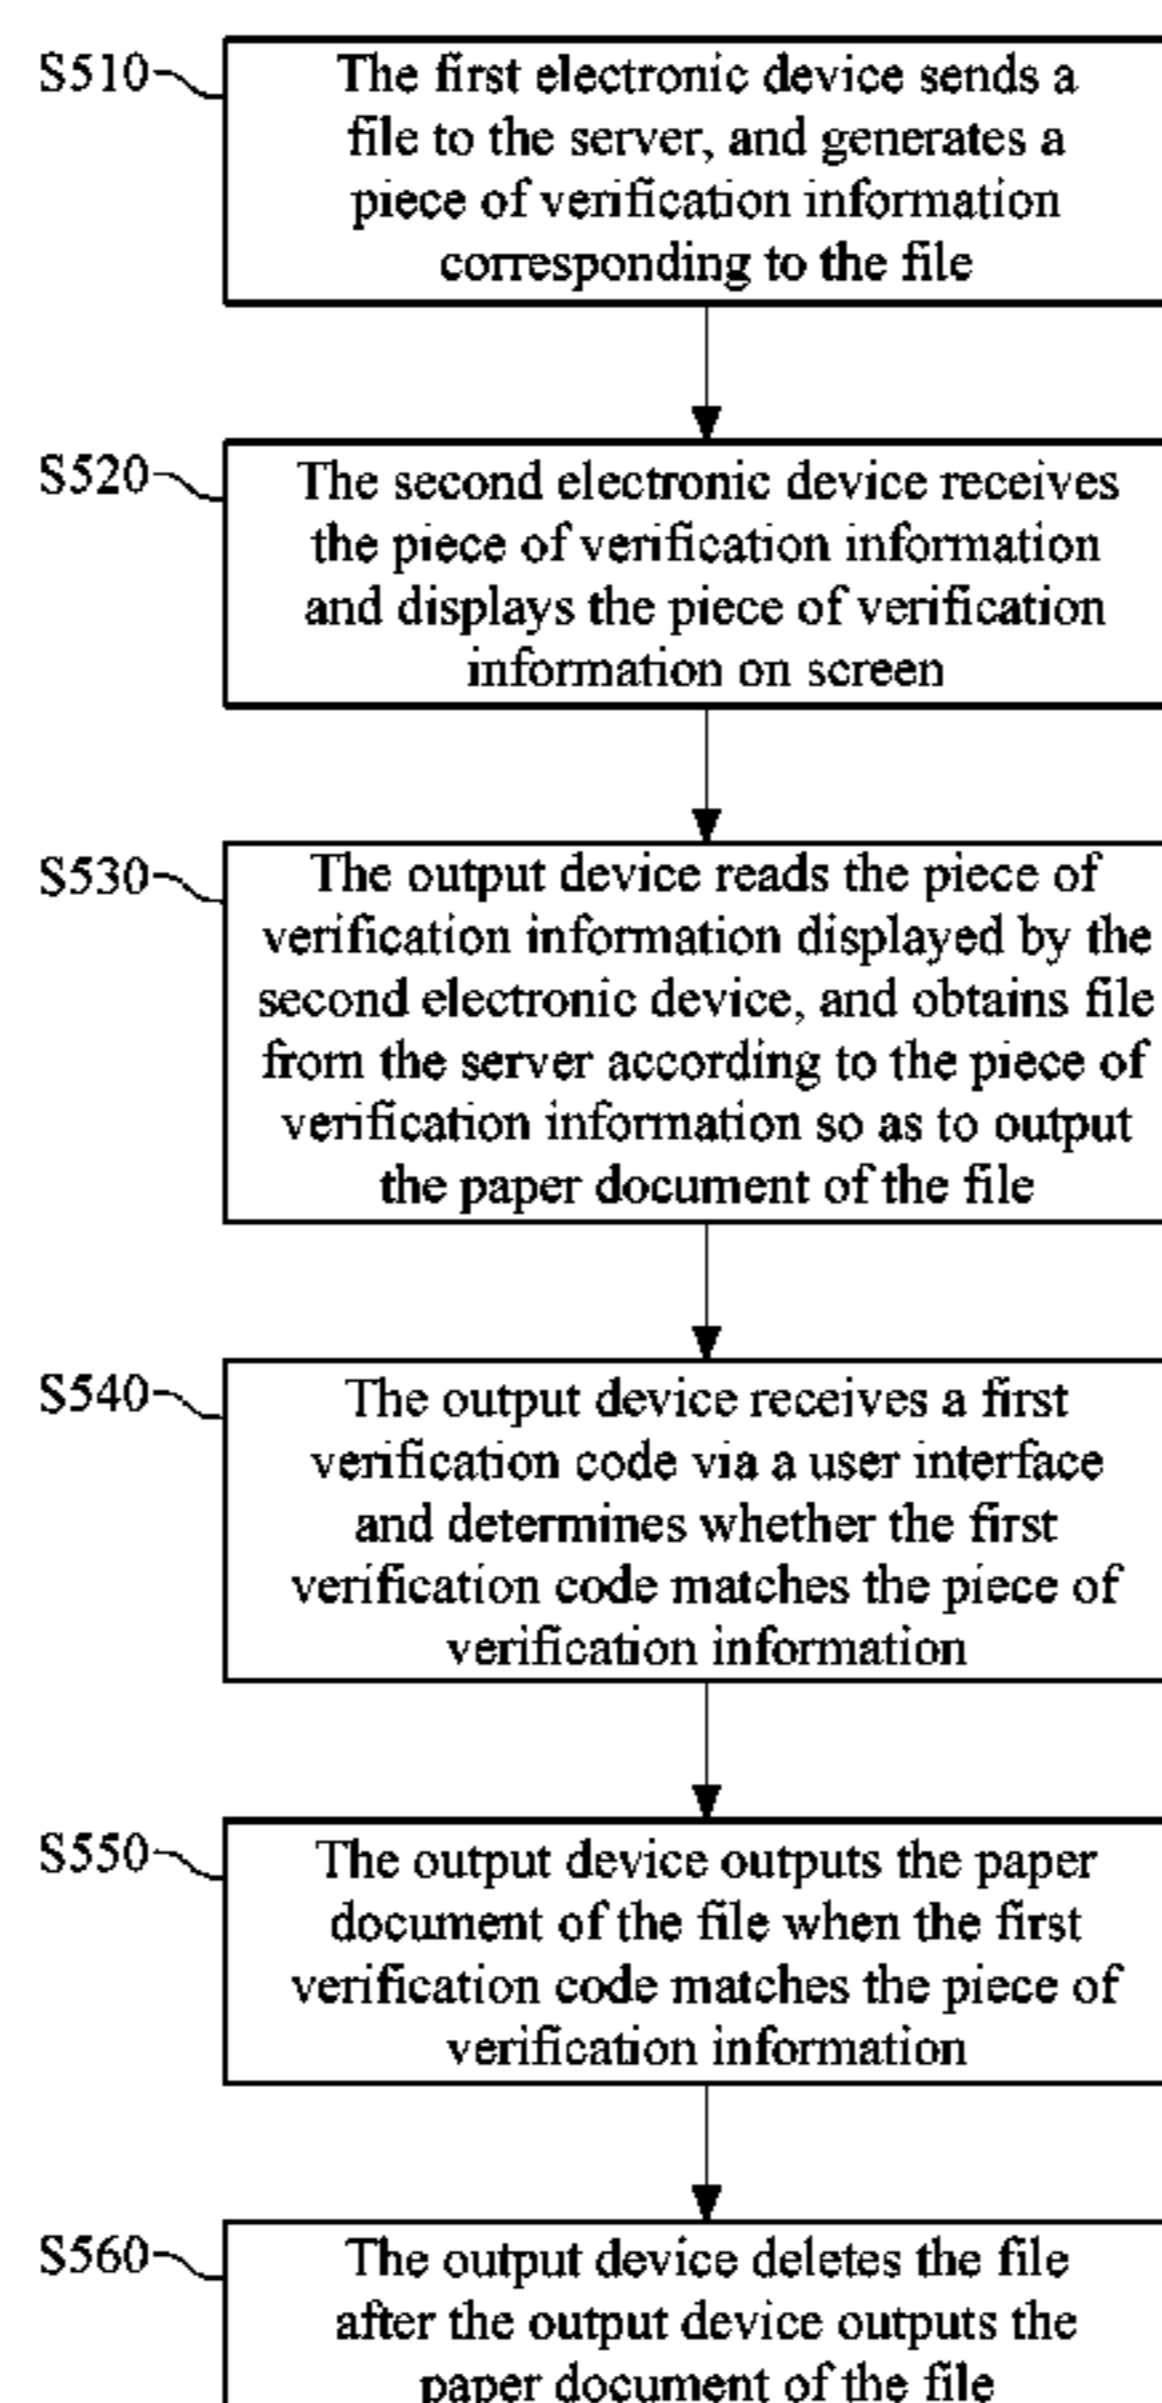 S510
The first electronic device sends a
file to the server, and generates a
piece of verification information
corresponding to the file
S520
The second electronic device receives
the piece of verification information
and displays the piece of verification
information on screen
S530
The output device reads the piece of
verification information displayed by the
second electronic device, and obtains file
from the server according to the piece of
verification information so as to output
the paper document of the file
S540
The output device receives a first
verification code via a user interface
and determines whether the first
verification code matches the piece of
verification information
S550
The output device outputs the paper
document of the file when the first
verification code matches the piece of
verification information
S560
The output device deletes the file
after the output device outputs the
paper document of the file